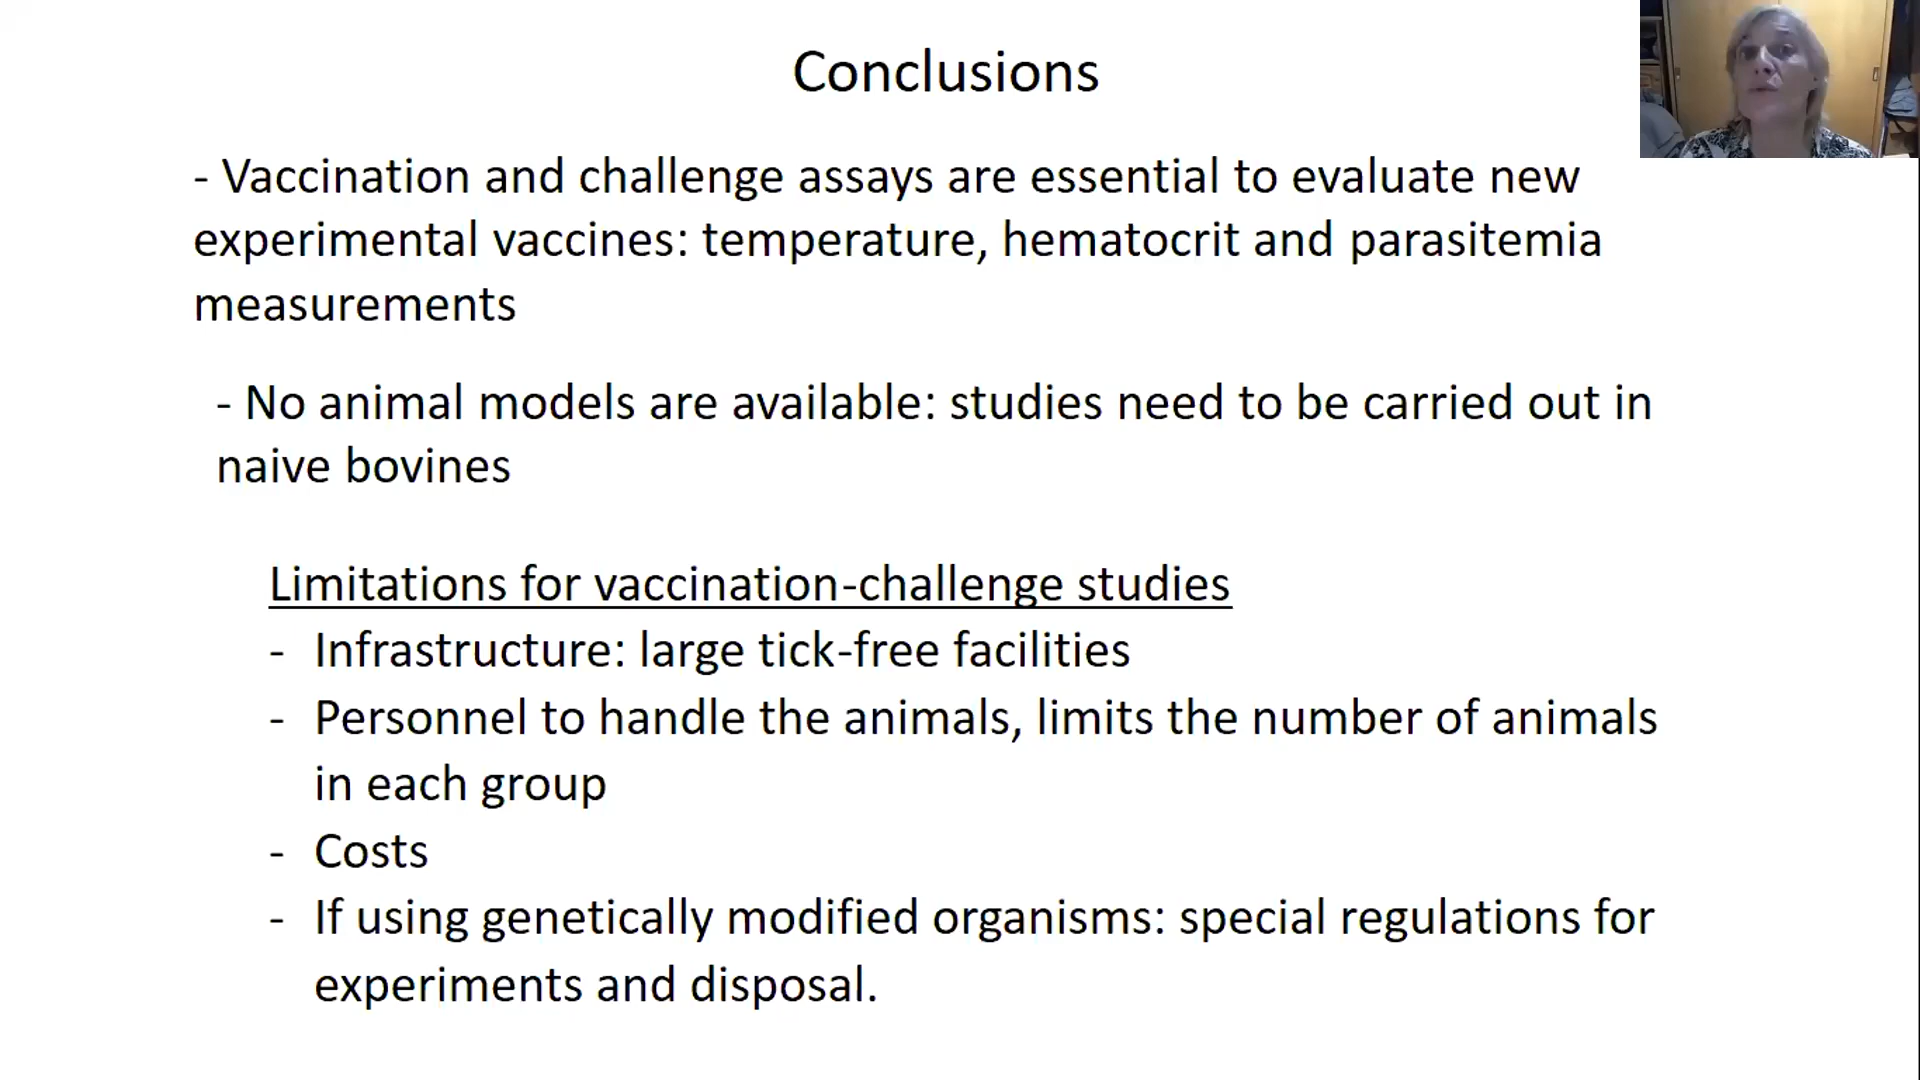 Conclusions
- Vaccination and challenge assays are essential to evaluate new
experimental vaccines: temperature, hematocrit and parasitemia
measurements
- No animal models are available: studies need to be carried out in
naive bovines
Limitations for vaccination-challenge studies
- Infrastructure: large tick-free facilities
- Personnel to handle the animals, limits the number of animals
in each group
- Costs
- If using genetically modified organisms: special regulations for
experiments and disposal.